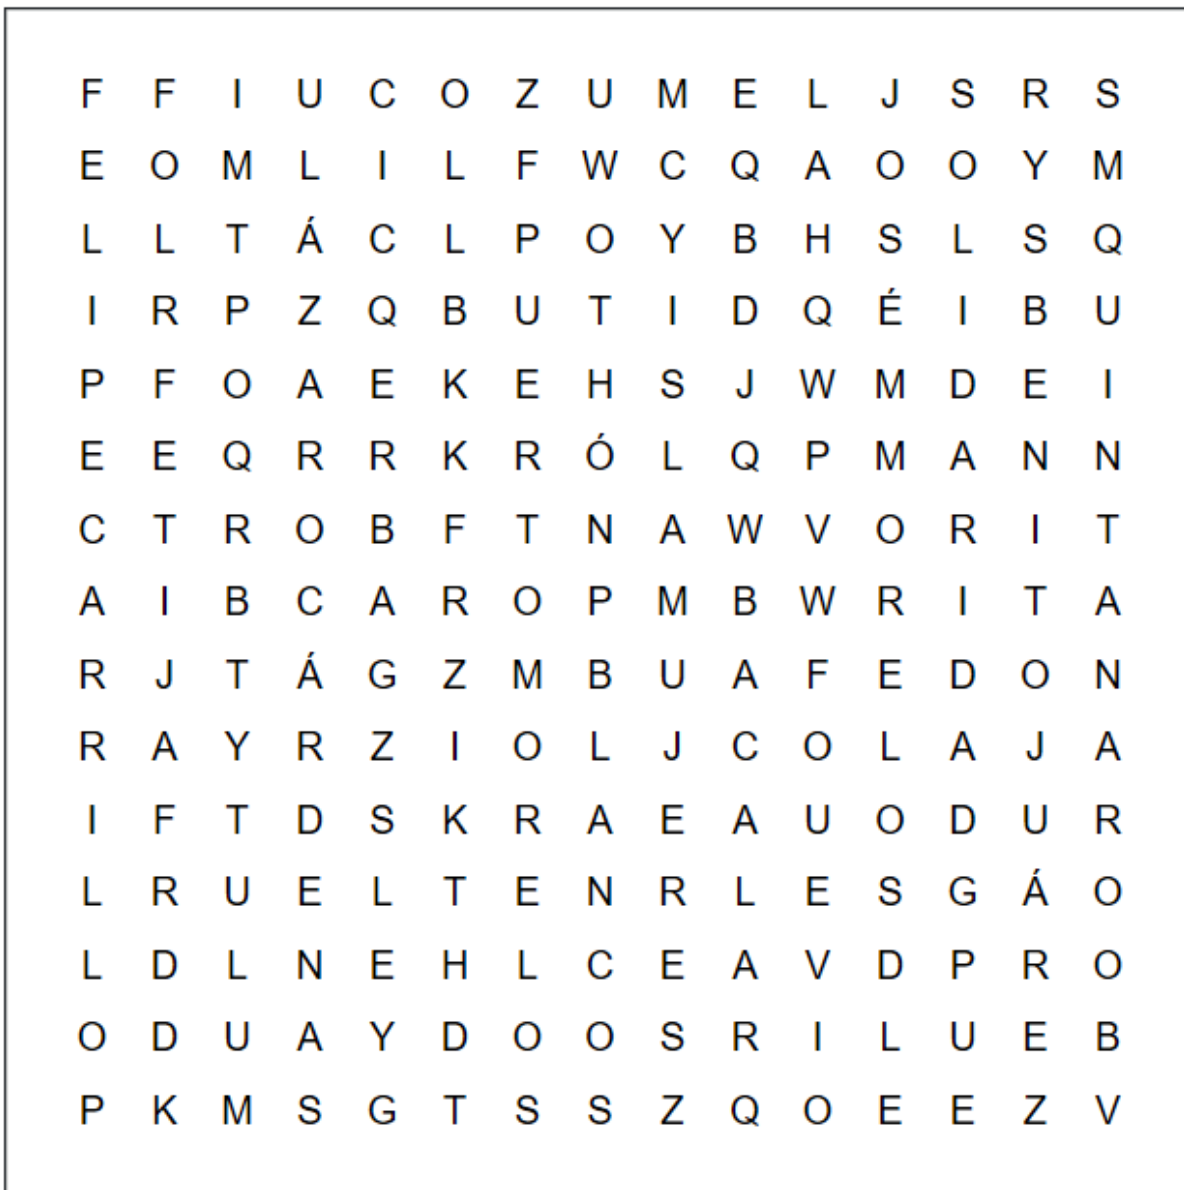 F F I U C O Z U M E L J S R S
E O M L I L F W C Q A O O Y M
L L T Á C L P O Y B H S L S Q
I R P Z Q B U T I D Q É I B U
P F O A E K E H S J W M D E I
E E Q R R K R Ó L Q P M A N N
C T R O B F T N A W V O R I T
A I B C A R O P M B W R I T A
R J T Á G Z M B U A F E D O N
R A Y R Z I O L J C O L A J A
I F T D S K R A E A U O D U R
L R U E L T E N R L E S G Á O
L D L N E H L C E A V D P R O
O D U A Y D O O S R I L U E B
P K M S G T S S Z Q O E E Z V